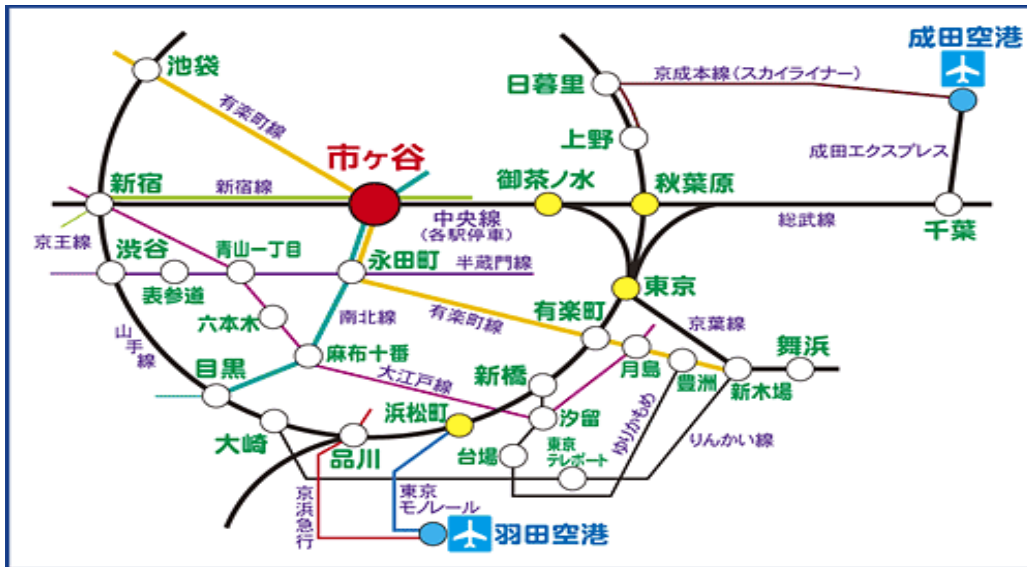 成田空港
池袋
日暮里
京成本線(スカイライナー)
有楽町線
上野
市ヶ谷
成田エクスプレス
新宿
新宿線
御茶ノ水
秋葉原
中央線
(各駅停車)
総武線
千葉
京王線
渋谷
青山一丁目
永田町
半蔵門線
表参道
東京
有楽町
京葉線
山手線
六本木
南北線
有楽町線
舞浜
目黒
麻布十番
月島
豊洲
新木場
大江戸線
新橋
浜松町
汐留
ゆりかもめ
りんかい線
大崎
品川
台場
東京
テレポート
京浜急行
東京
モノレール
羽田空港